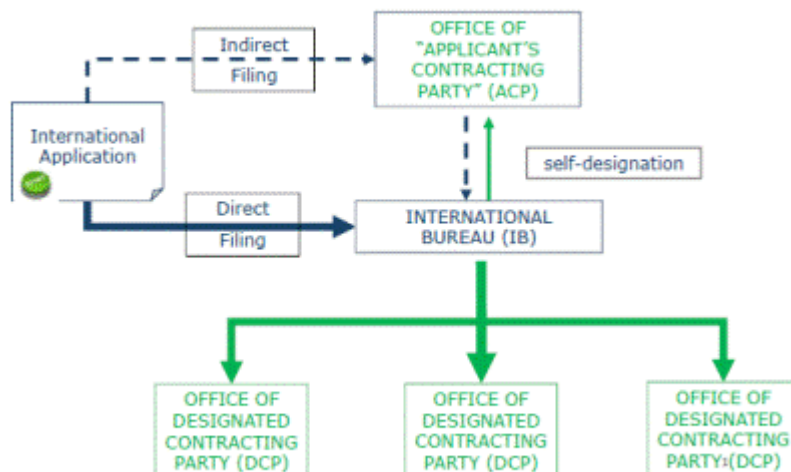 Indirect
Filing
OFFICE OF
"APPLICANT'S
CONTRACTING
PARTY" (ACP)
International
Application
self-designation
Direct
Filing
INTERNATIONAL
BUREAU (IB)
OFFICE OF
DESIGNATED
CONTRACTING
PARTY (DCP)
OFFICE OF
DESIGNATED
CONTRACTING
PARTY (DCP)
OFFICE OF
DESIGNATED
CONTRACTING
PARTY (DCP)